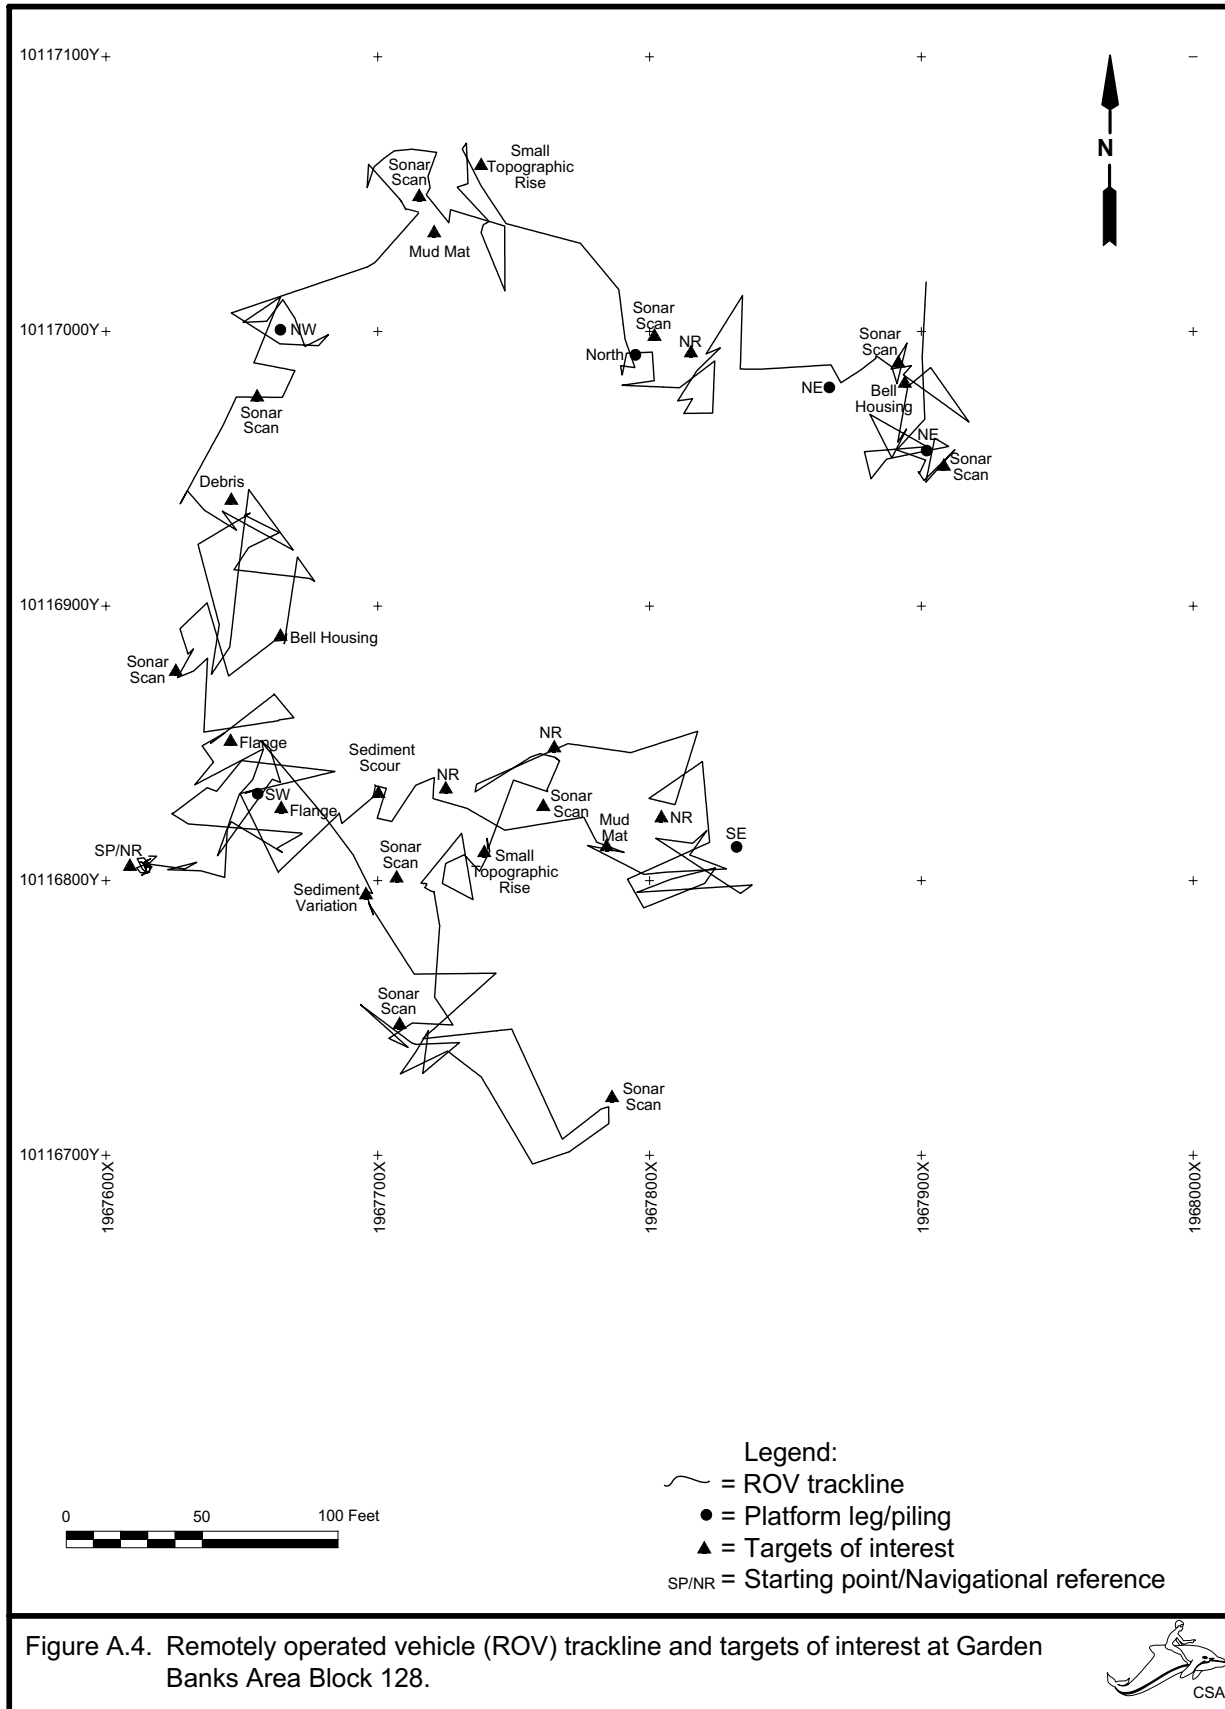 10117100Y
N
Small
Topographic
Rise
Sonar
Scan
Mud Mat
10117000Y
NW
Sonar
Scan
NR
North
Sonar
Scan
NE
Bell
Housing
Sonar
Scan
NE
Sonar
Scan
Debris
10116900Y
Bell Housing
Sonar
Scan
Flange
NR
Sediment
Scour
NR
SW
Flange
Sonar
Scan
Mud
Mat
NR
SE
SP/NR
Sonar
Scan
Small
Topographic
Rise
10116800Y
Sediment
Variation
Sonar
Scan
Sonar
Scan
10116700Y
1967600X
1967700X
1967800X
1967900X
1968000X
Legend:
= ROV trackline
= Platform leg/piling
= Targets of interest
SP/NR = Starting point/Navigational reference
0 50 100 Feet
Figure A.4. Remotely operated vehicle (ROV) trackline and targets of interest at Garden
Banks Area Block 128.
CSA